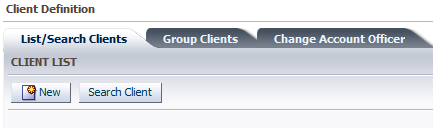 Client Definition
List/Search Clients Group Clients Change Account Officer
CLIENT LIST
New Search Client